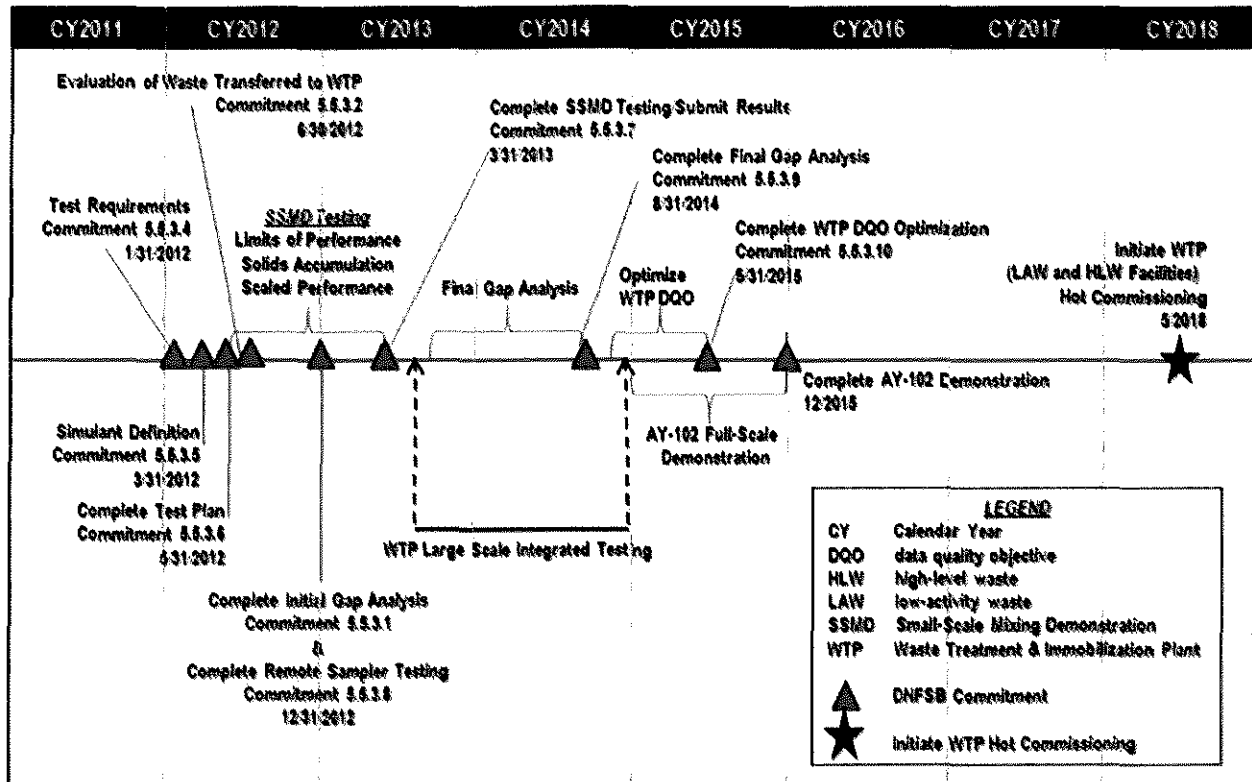 CY2011 CY2012 CY2013 CY2014 CY2015 CY2016 CY2017 CY2018
Evaluation of Waste Transferred to WTP
Commitment 5.5.3.2
6/30/2012
Complete SSMD Testing/Submit Results
Commitment 5.5.3.7
3/31/2013
Complete Final Gap Analysis
Commitment 5.5.3.9
8/31/2014
Test Requirements
Commitment 5.5.3.4
1/31/2012
SSMD Testing
Limits of Performance
Solids Accumulation
Scaled Performance
Final Gap Analysis
Optimize
WTP DQO
Complete WTP DQO Optimization
Commitment 5.5.3.10
Initiate WTP
(LAW and HLW Facilities)
Hot Commissioning
5/2018
Simulant Definition
Commitment 5.5.3.5
3/31/2012
Complete Test Plan
Commitment 5.5.3.6
Complete Initial Gap Analysis
Commitment 5.5.3.1
&
Complete Remote Sampler Testing
Commitment 5.5.3.8
12/31/2012
WTP Large Scale Integrated Testing
AY-102 Full-Scale
Demonstration
Complete AY-102 Demonstration
12/2015
LEGEND
CY Calendar Year
DQO data quality objective
HLW high-level waste
LAW low-activity waste
SSMD Small-Scale Mixing Demonstration
WTP Waste Treatment & Immobilization Plant
DNFSB Commitment
Initiate WTP Hot Commissioning